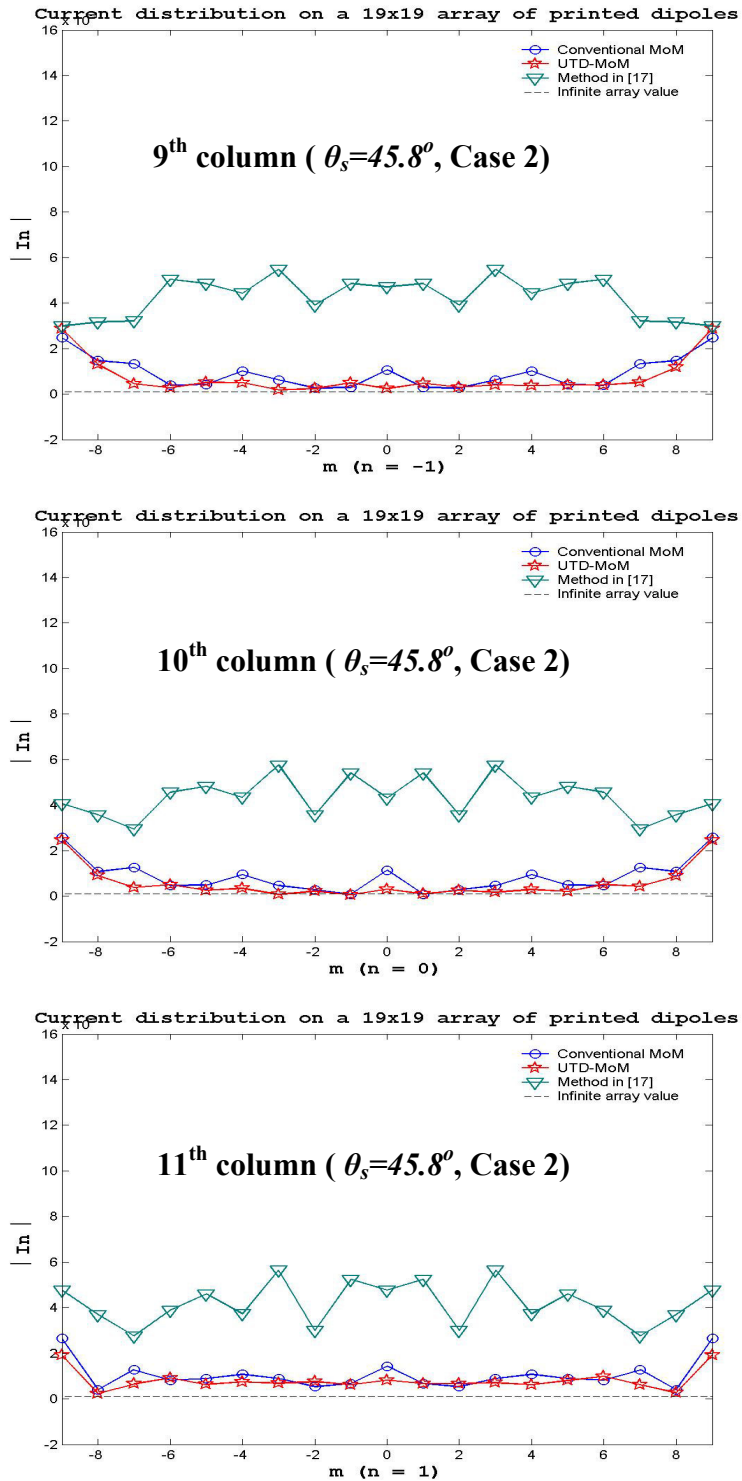 Current distribution on a 19x19 array of printed dipoles
16
14
12
10
8
6
4
2
0
-2
| In |
Conventional MoM
UTD-MoM
Method in [17]
Infinite array value
9th column ( θs=45.8o, Case 2)
-8 -6 -4 -2 0 2 4 6 8
m (n = -1)
Current distribution on a 19x19 array of printed dipoles
16
14
12
10
8
6
4
2
0
-2
| In |
Conventional MoM
UTD-MoM
Method in [17]
Infinite array value
10th column ( θs=45.8o, Case 2)
-8 -6 -4 -2 0 2 4 6 8
m (n = 0)
Current distribution on a 19x19 array of printed dipoles
16
14
12
10
8
6
4
2
0
-2
| In |
Conventional MoM
UTD-MoM
Method in [17]
Infinite array value
11th column ( θs=45.8o, Case 2)
-8 -6 -4 -2 0 2 4 6 8
m (n = 1)